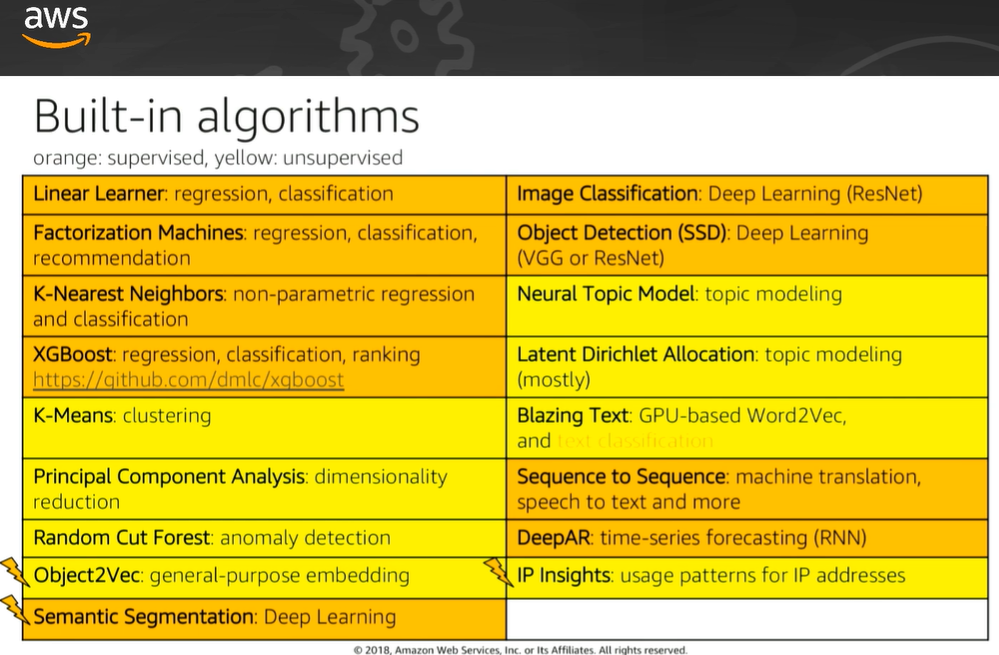 aws
Built-in algorithms
orange: supervised, yellow: unsupervised
Linear Learner: regression, classification
Factorization Machines: regression, classification,
recommendation
K-Nearest Neighbors: non-parametric regression
and classification
XGBoost: regression, classification, ranking
https://github.com/dmlc/xgboost
K-Means: clustering
Principal Component Analysis: dimensionality
reduction
Random Cut Forest: anomaly detection
Object2Vec: general-purpose embedding
Semantic Segmentation: Deep Learning
Image Classification: Deep Learning (ResNet)
Object Detection (SSD): Deep Learning
(VGG or ResNet)
Neural Topic Model: topic modeling
Latent Dirichlet Allocation: topic modeling
(mostly)
Blazing Text: GPU-based Word2Vec,
and text classification
Sequence to Sequence: machine translation,
speech to text and more
DeepAR: time-series forecasting (RNN)
IP Insights: usage patterns for IP addresses
© 2018, Amazon Web Services, Inc. or Its Affiliates. All rights reserved.